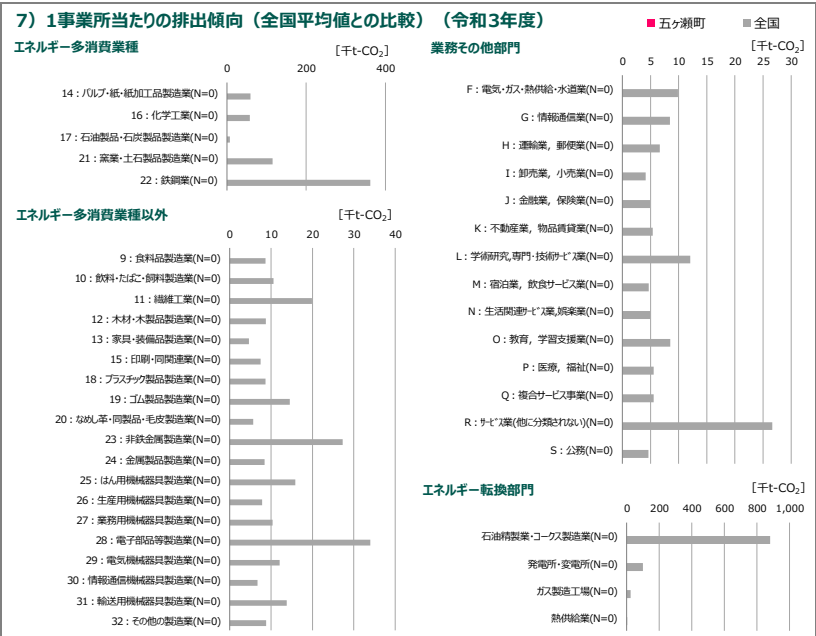 7）1事業所当たりの排出傾向（全国平均値との比較）（令和3年度）
五ヶ瀬町
全国
エネルギー多消費業種
[千t-CO₂]
0 200 400
14：パルプ・紙・紙加工品製造業(N=0)
16：化学工業(N=0)
17：石油製品・石炭製品製造業(N=0)
21：窯業・土石製品製造業(N=0)
22：鉄鋼業(N=0)
エネルギー多消費業種以外
[千t-CO₂]
0 10 20 30 40
9：食料品製造業(N=0)
10：飲料・たばこ・飼料製造業(N=0)
11：繊維工業(N=0)
12：木材・木製品製造業(N=0)
13：家具・装備品製造業(N=0)
15：印刷・同関連業(N=0)
18：プラスチック製品製造業(N=0)
19：ゴム製品製造業(N=0)
20：なめし革・同製品・毛皮製造業(N=0)
23：非鉄金属製造業(N=0)
24：金属製品製造業(N=0)
25：はん用機械器具製造業(N=0)
26：生産用機械器具製造業(N=0)
27：業務用機械器具製造業(N=0)
28：電子部品等製造業(N=0)
29：電気機械器具製造業(N=0)
30：情報通信機械器具製造業(N=0)
31：輸送用機械器具製造業(N=0)
32：その他の製造業(N=0)
業務その他部門
[千t-CO₂]
0 5 10 15 20 25 30
F：電気・ガス・熱供給・水道業(N=0)
G：情報通信業(N=0)
H：運輸業，郵便業(N=0)
I：卸売業，小売業(N=0)
J：金融業，保険業(N=0)
K：不動産業，物品賃貸業(N=0)
L：学術研究,専門・技術ｻｰﾋﾞｽ業(N=0)
M：宿泊業，飲食サービス業(N=0)
N：生活関連ｻｰﾋﾞｽ業,娯楽業(N=0)
O：教育，学習支援業(N=0)
P：医療，福祉(N=0)
Q：複合サービス事業(N=0)
R：ｻｰﾋﾞｽ業(他に分類されない)(N=0)
S：公務(N=0)
エネルギー転換部門
[千t-CO₂]
0 200 400 600 800 1,000
石油精製業・コークス製造業(N=0)
発電所・変電所(N=0)
ガス製造工場(N=0)
熱供給業(N=0)